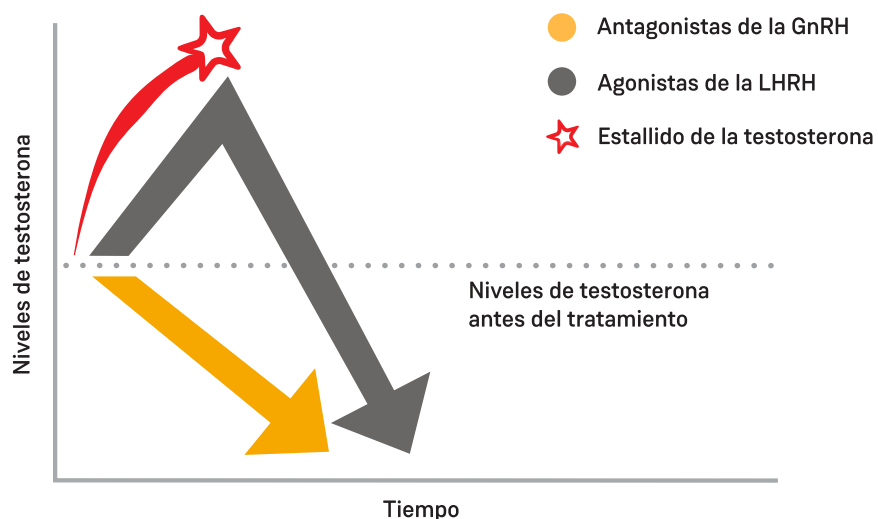 Antagonistas de la GnRH
Agonistas de la LHRH
Estallido de la testosterona
Niveles de testosterona
Niveles de testosterona
antes del tratamiento
Tiempo